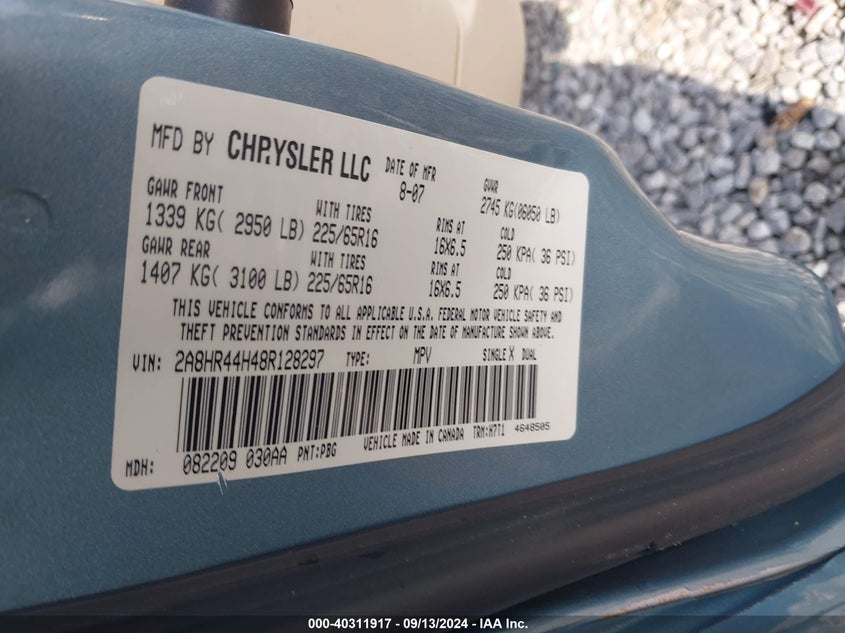 MFD BY CHRYSLER LLC DATE OF MFR 8-07 GVWR 2745 KG(06050 LB)
GAWR FRONT WITH TIRES RIMS AT COLD
1339 KG( 2950 LB) 225/65R16 16X6.5 250 KPA( 36 PSI)
GAWR REAR WITH TIRES RIMS AT COLD
1407 KG( 3100 LB) 225/65R16 16X6.5 250 KPA( 36 PSI)
THIS VEHICLE CONFORMS TO ALL APPLICABLE U.S.A. FEDERAL MOTOR VEHICLE SAFETY AND
THEFT PREVENTION STANDARDS IN EFFECT ON THE DATE OF MANUFACTURE SHOWN ABOVE.
VIN: 2A8HR44H48R128297 TYPE: MPV SINGLE X DUAL
MDH: 082209 030AA PNT:PBG VEHICLE MADE IN CANADA TRM:H7T1 4648505
000-40311917 - 09/13/2024 - IAA Inc.